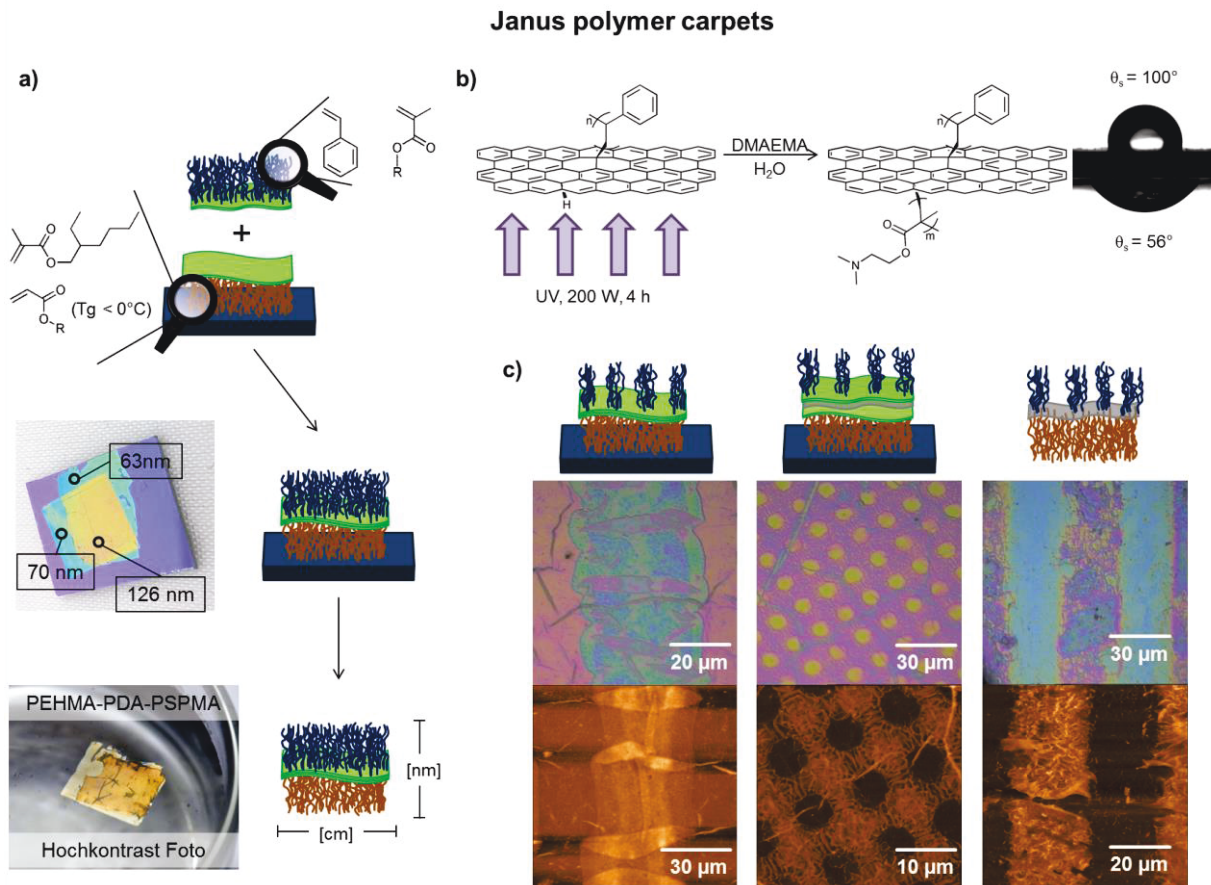 Janus polymer carpets
a)
R
O
O
+
O
O
O
O
R
(Tg < 0°C)
63nm
70 nm
126 nm
PEHMA-PDA-PSPMA
Hochkontrast Foto
[nm]
[cm]
b)
n
H
UV, 200 W, 4 h
DMAEMA
H₂O
n
O
O
m
N
θₛ = 100°
θₛ = 56°
c)
20 µm
30 µm
30 µm
30 µm
10 µm
20 µm